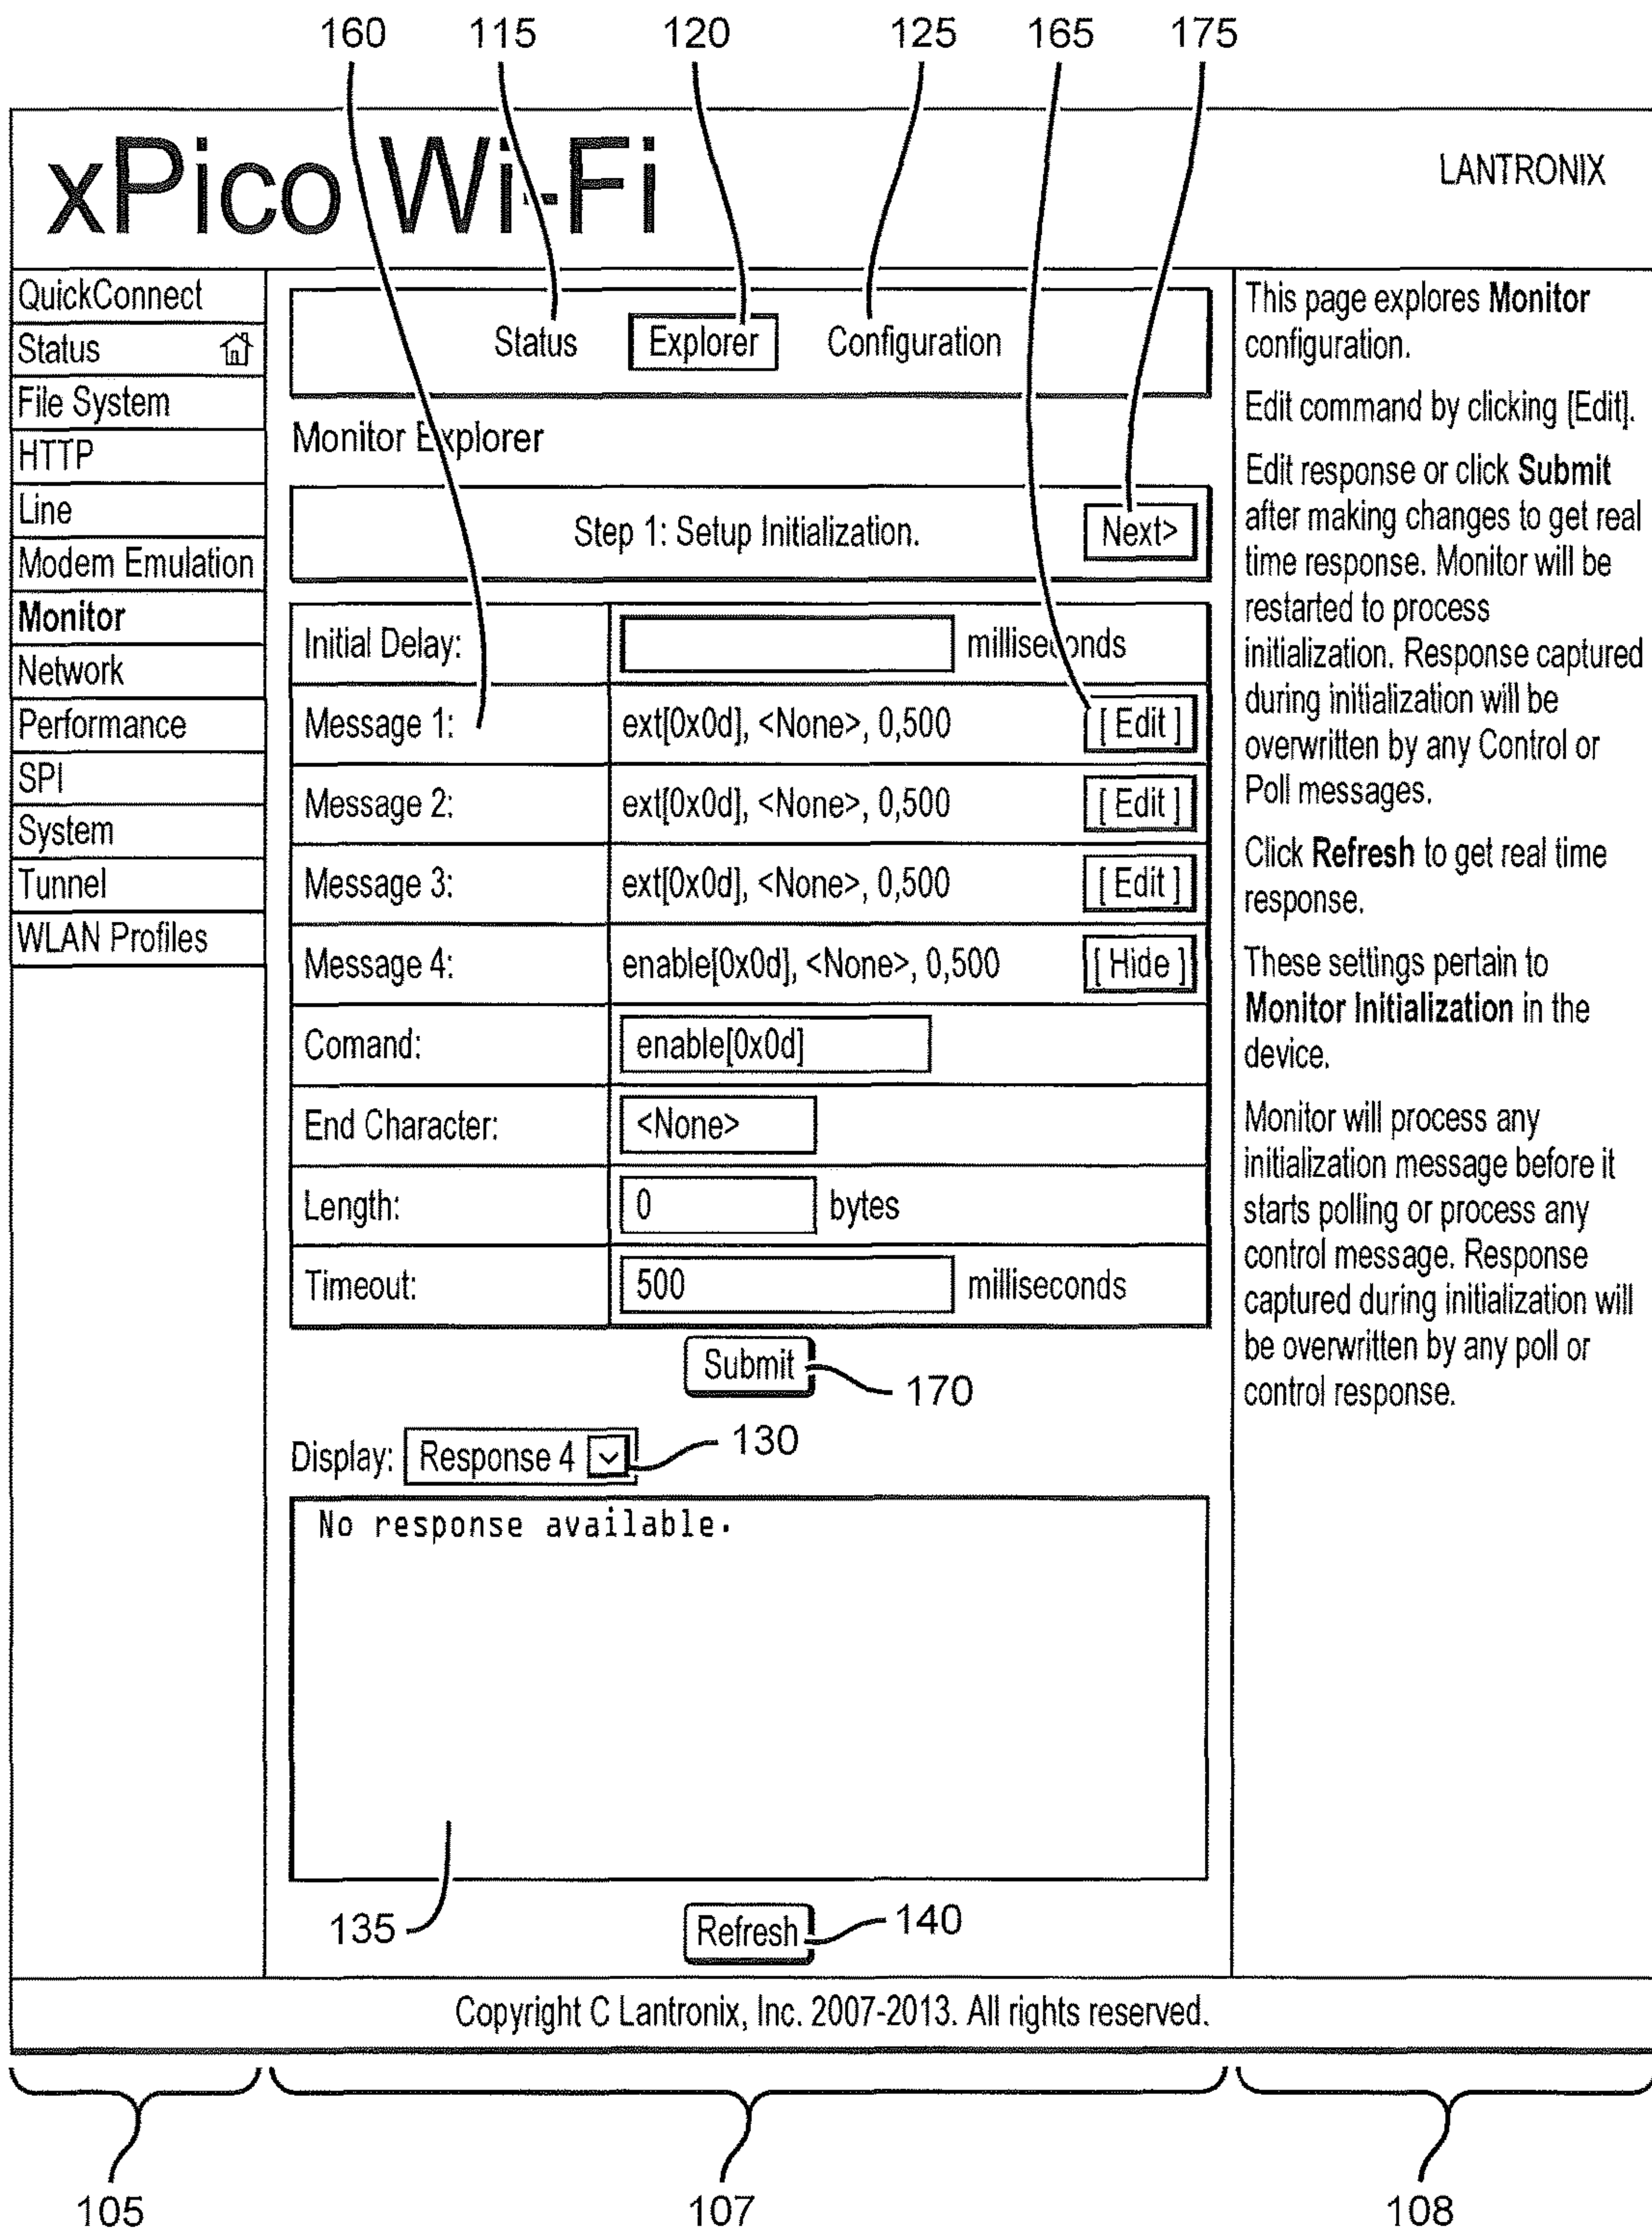 160 115 120 125 165 175
xPico Wi-Fi
LANTRONIX
QuickConnect
Status
File System
HTTP
Line
Modem Emulation
Monitor
Network
Performance
SPI
System
Tunnel
WLAN Profiles
Status Explorer Configuration
Monitor Explorer
Step 1: Setup Initialization. Next>
Initial Delay: milliseconds
Message 1: ext[0x0d], <None>, 0,500 [ Edit ]
Message 2: ext[0x0d], <None>, 0,500 [ Edit ]
Message 3: ext[0x0d], <None>, 0,500 [ Edit ]
Message 4: enable[0x0d], <None>, 0,500 [ Hide ]
Comand: enable[0x0d]
End Character: <None>
Length: 0 bytes
Timeout: 500 milliseconds
Submit
170
Display: Response 4
130
No response available.
135
Refresh
140
This page explores Monitor
configuration.
Edit command by clicking [Edit].
Edit response or click Submit
after making changes to get real
time response. Monitor will be
restarted to process
initialization. Response captured
during initialization will be
overwritten by any Control or
Poll messages.
Click Refresh to get real time
response.
These settings pertain to
Monitor Initialization in the
device.
Monitor will process any
initialization message before it
starts polling or process any
control message. Response
captured during initialization will
be overwritten by any poll or
control response.
Copyright C Lantronix, Inc. 2007-2013. All rights reserved.
105 107 108